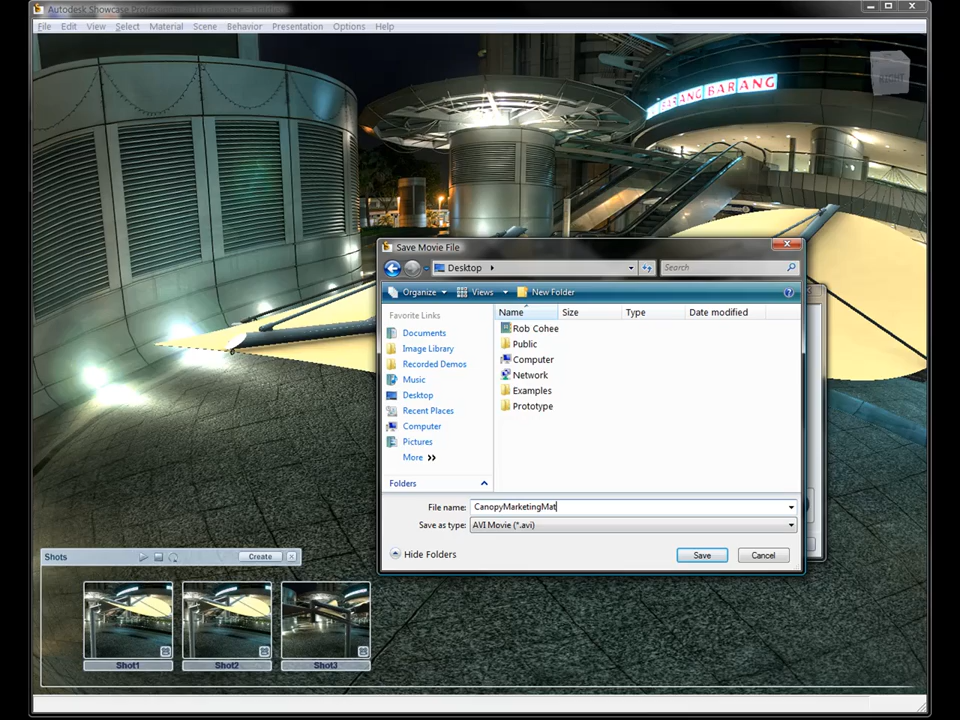 Autodesk Showcase Professional
File Edit View Select Material Scene Behavior Presentation Options Help
BARANG BARANG
RIGHT
Save Movie File
Desktop
Search
Organize Views New Folder
Favorite Links
Documents
Image Library
Recorded Demos
Music
Desktop
Recent Places
Computer
Pictures
More
Folders
Name Size Type Date modified
Rob Cohee
Public
Computer
Network
Examples
Prototype
File name: CanopyMarketingMat
Save as type: AVI Movie (*.avi)
Hide Folders Save Cancel
Shots Create
Shot1 Shot2 Shot3